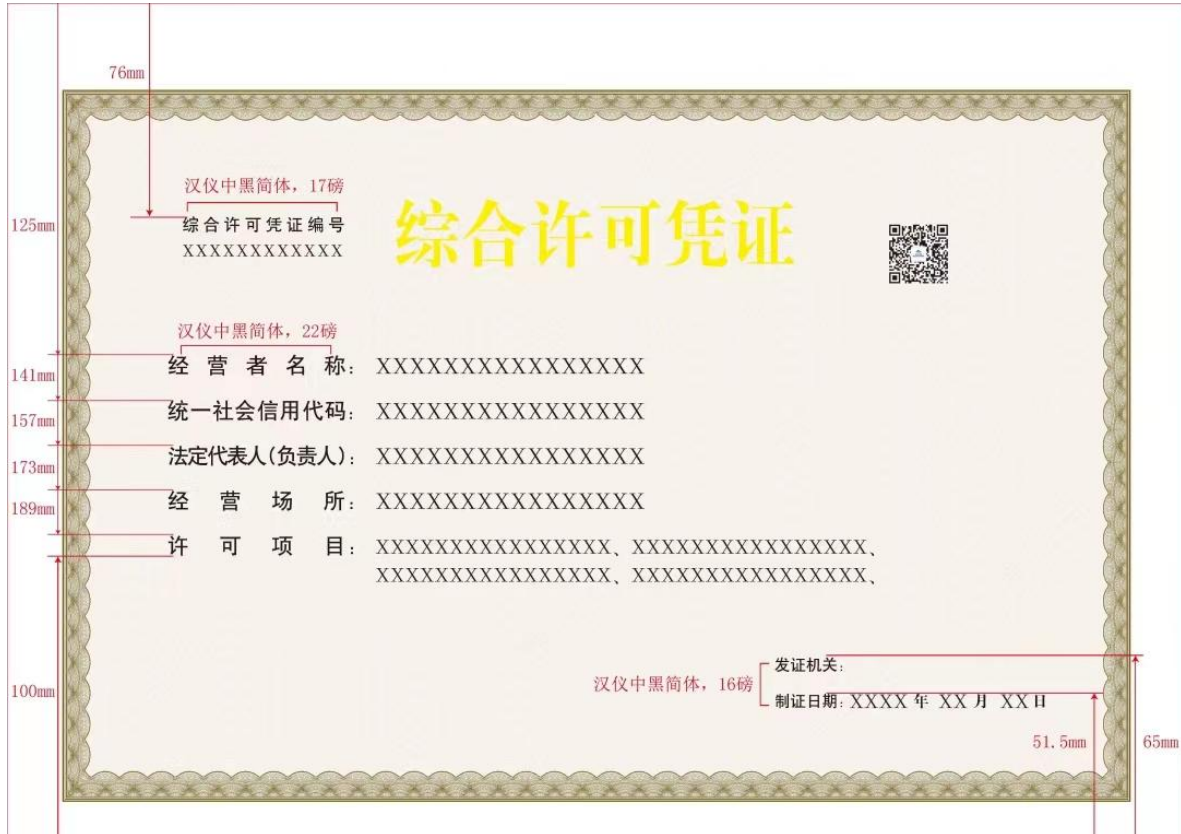 76mm
汉仪中黑简体，17磅
125mm
综合许可凭证编号
XXXXXXXXXXXX
综合许可凭证
汉仪中黑简体，22磅
经营者名称：XXXXXXXXXXXXXXXX
141mm
统一社会信用代码：XXXXXXXXXXXXXXXX
157mm
法定代表人(负责人)：XXXXXXXXXXXXXXXX
173mm
经营场所：XXXXXXXXXXXXXXXX
189mm
许可项目：XXXXXXXXXXXXXXXX、XXXXXXXXXXXXXXXX、
XXXXXXXXXXXXXXXX、XXXXXXXXXXXXXXXX、
发证机关：
汉仪中黑简体，16磅
100mm
制证日期：XXXX 年 XX 月 XX 日
51.5mm
65mm